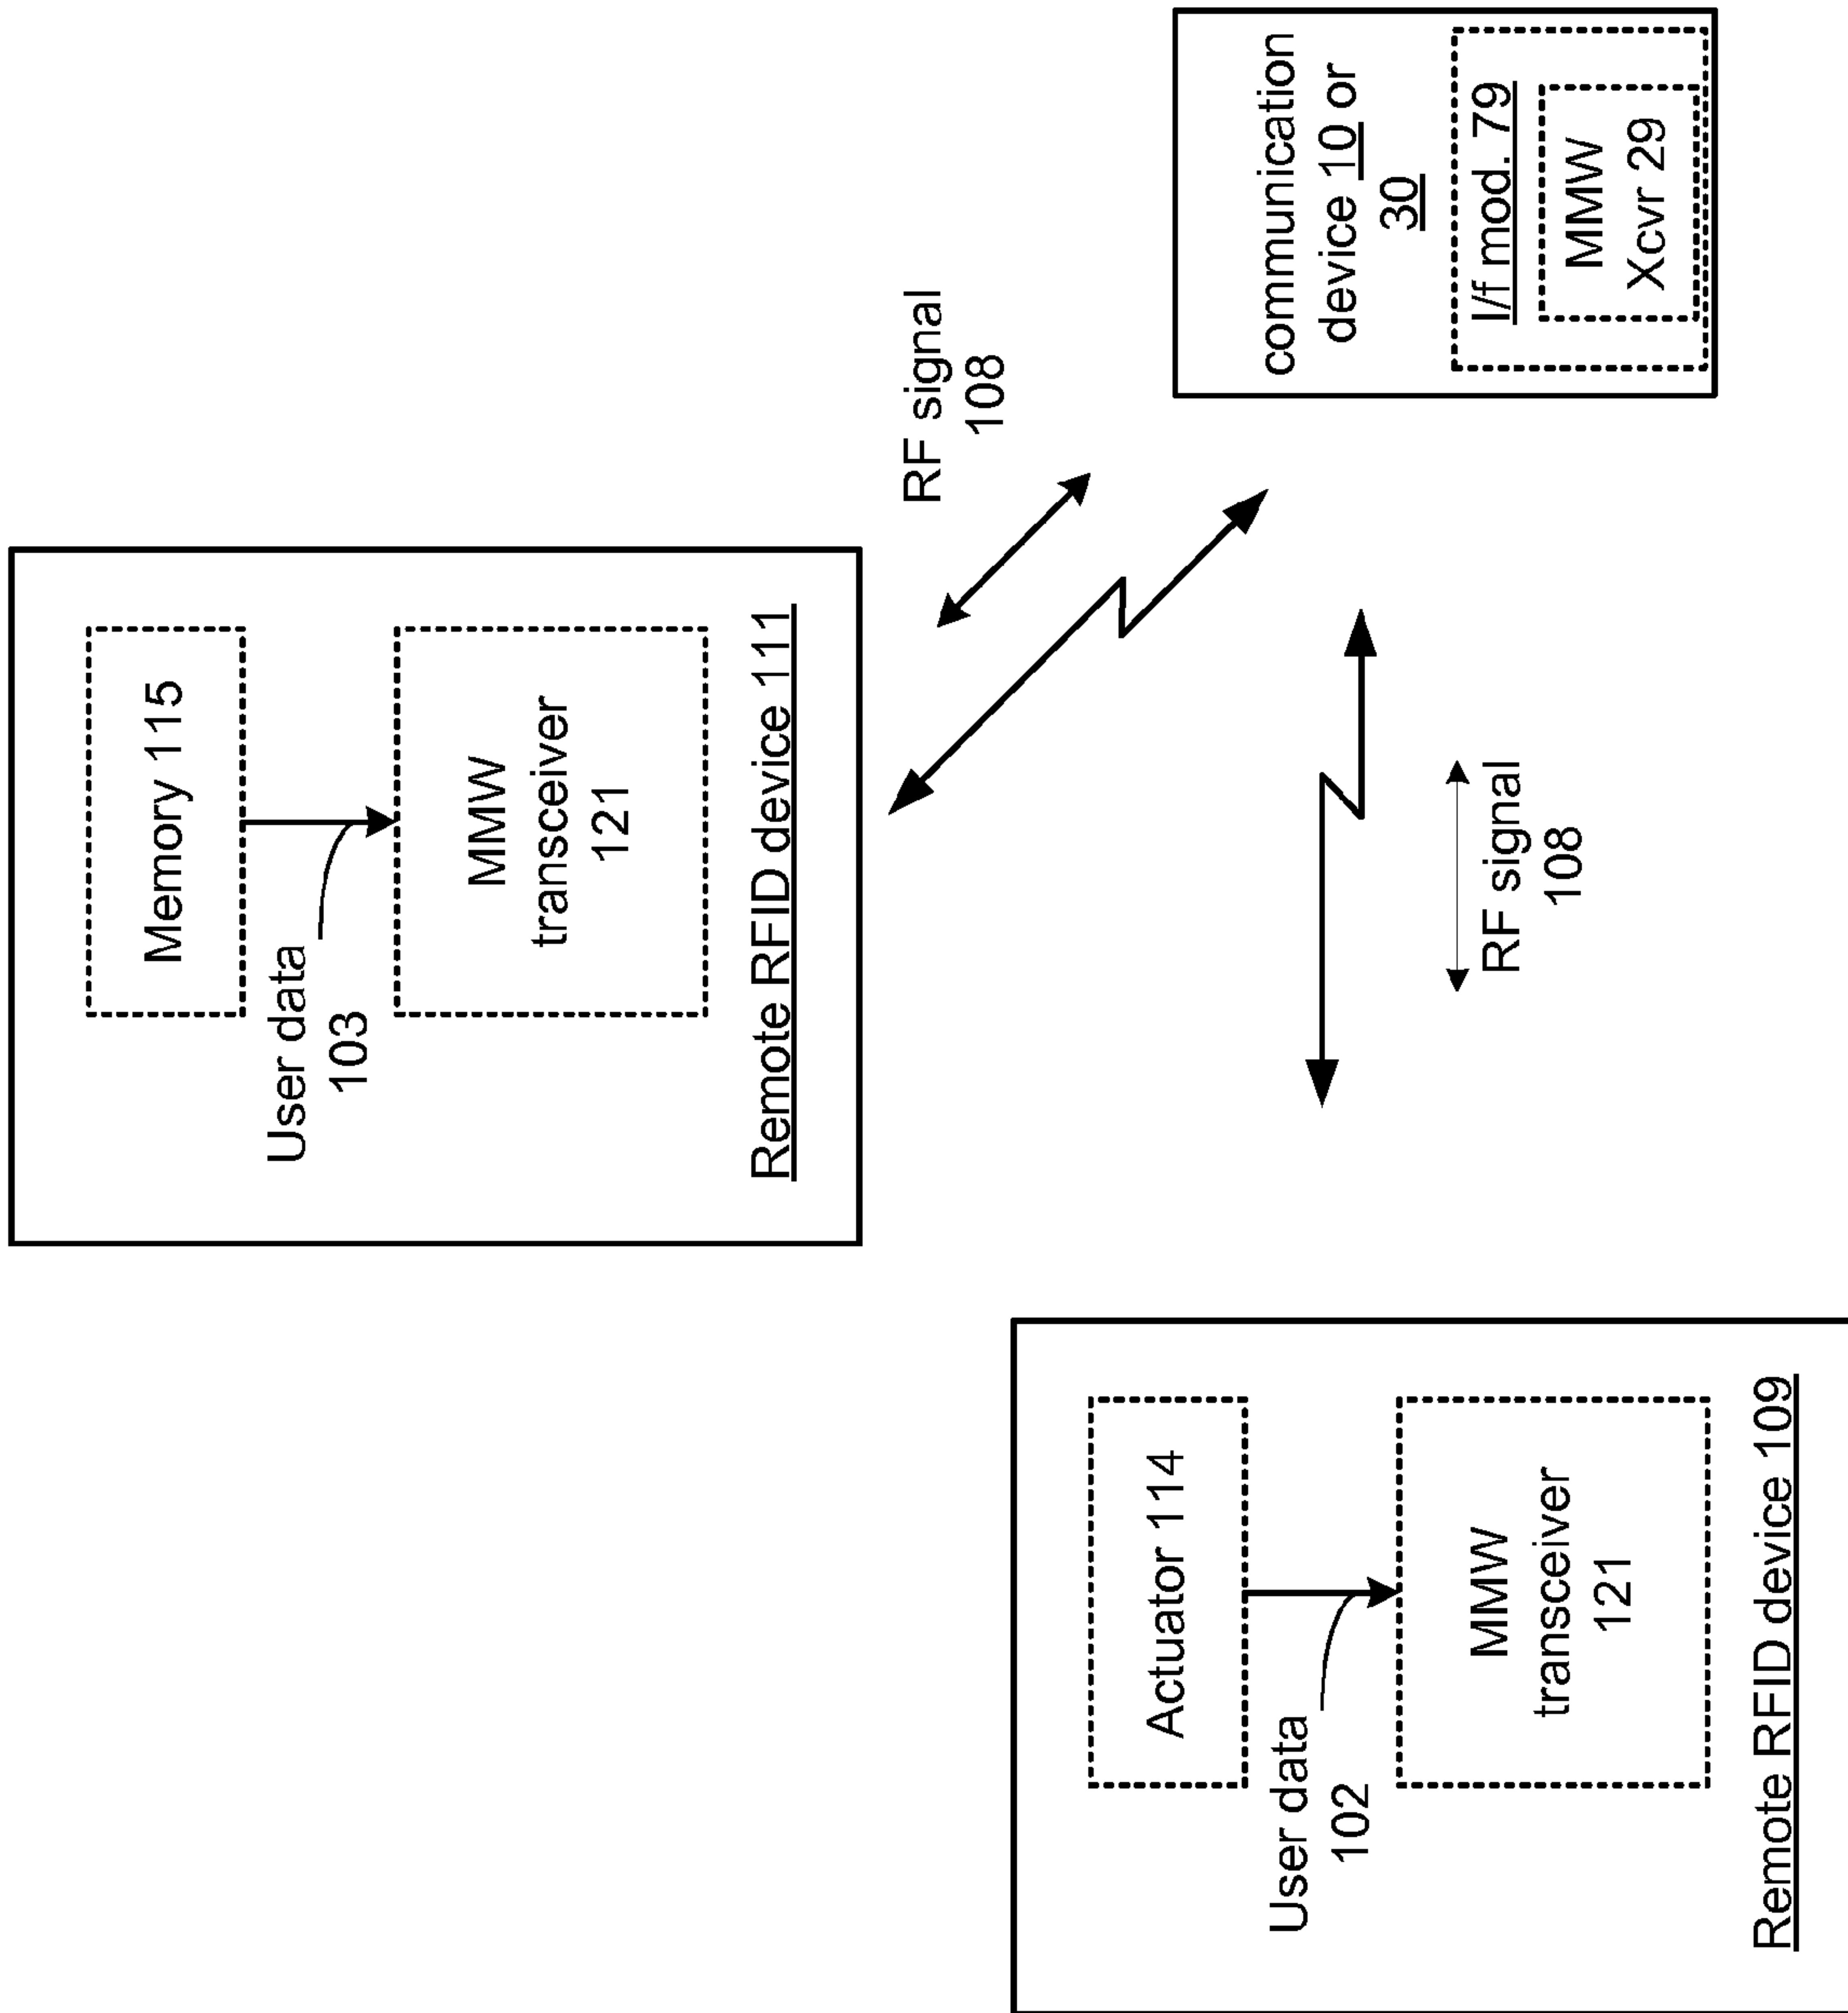 Memory 115
User data
103
MMW
transceiver
121
Remote RFID device 111
RF signal
108
Actuator 114
User data
102
MMW
transceiver
121
Remote RFID device 109
RF signal
108
communication
device 10 or
30
I/f mod. 79
MMW
Xcvr 29